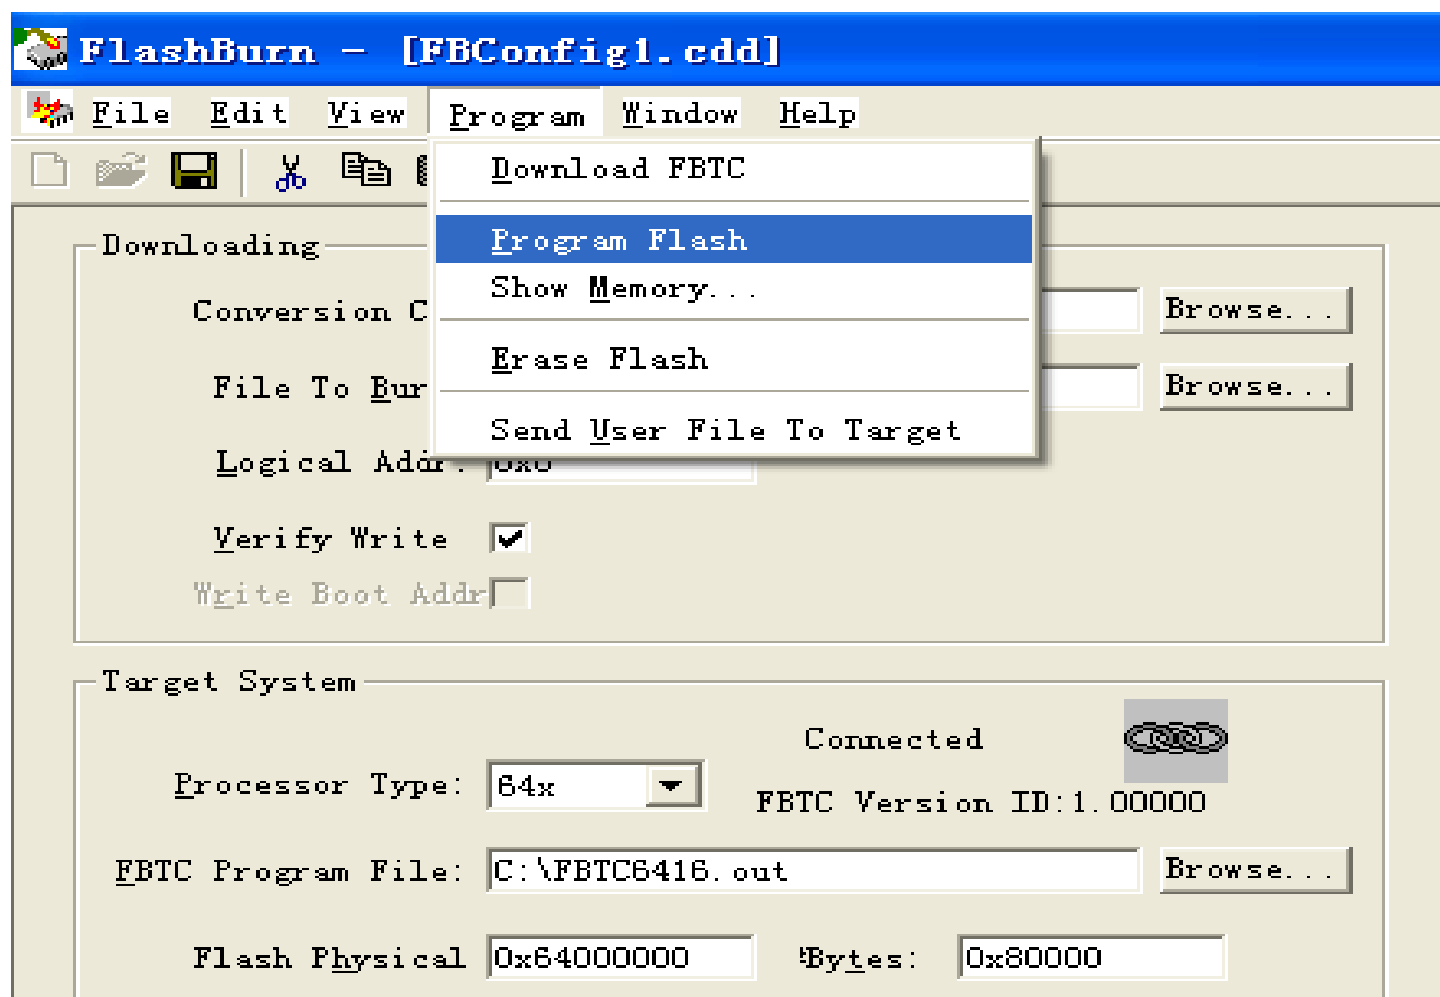 FlashBurn - [FBConfig1.cdd]
File Edit View Program Window Help
Download FBTC
Program Flash
Show Memory...
Erase Flash
Send User File To Target
Downloading
Conversion C
Browse...
File To Bur
Browse...
Logical Addr: 0x0
Verify Write
Write Boot Addr
Target System
Connected
Processor Type: 64x
FBTC Version ID:1.00000
FBTC Program File: C:\FBTC6416.out Browse...
Flash Physical 0x64000000 Bytes: 0x80000